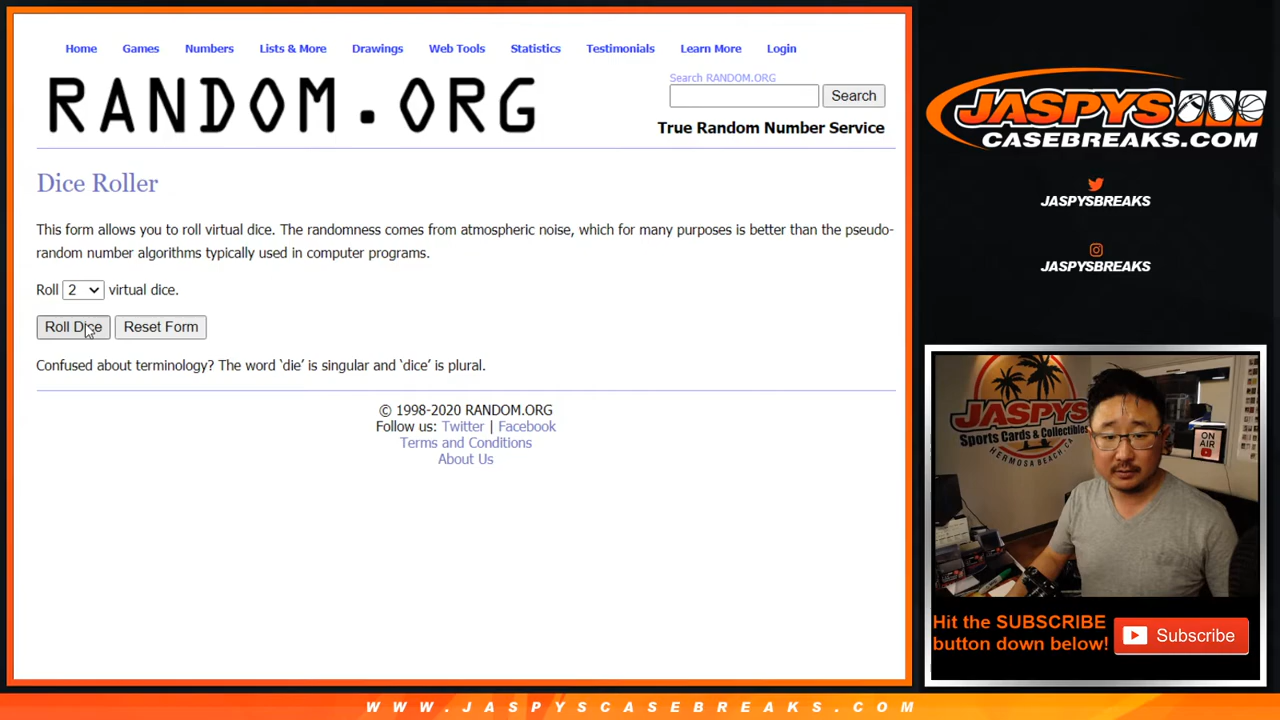 Home Games Numbers Lists & More Drawings Web Tools Statistics Testimonials Learn More Login
RANDOM.ORG
Search RANDOM.ORG
Search
True Random Number Service
Dice Roller
This form allows you to roll virtual dice. The randomness comes from atmospheric noise, which for many purposes is better than the pseudo-
random number algorithms typically used in computer programs.
Roll 2 virtual dice.
Roll Dice Reset Form
Confused about terminology? The word ‘die’ is singular and ‘dice’ is plural.
© 1998-2020 RANDOM.ORG
Follow us: Twitter | Facebook
Terms and Conditions
About Us
JASPYS
CASEBREAKS.COM
JASPYSBREAKS
JASPYSBREAKS
JASPYS
Sports Cards & Collectibles
HERMOSA BEACH, CA
ON
AIR
Hit the SUBSCRIBE
button down below!
Subscribe
WWW.JASPYSCASEBREAKS.COM